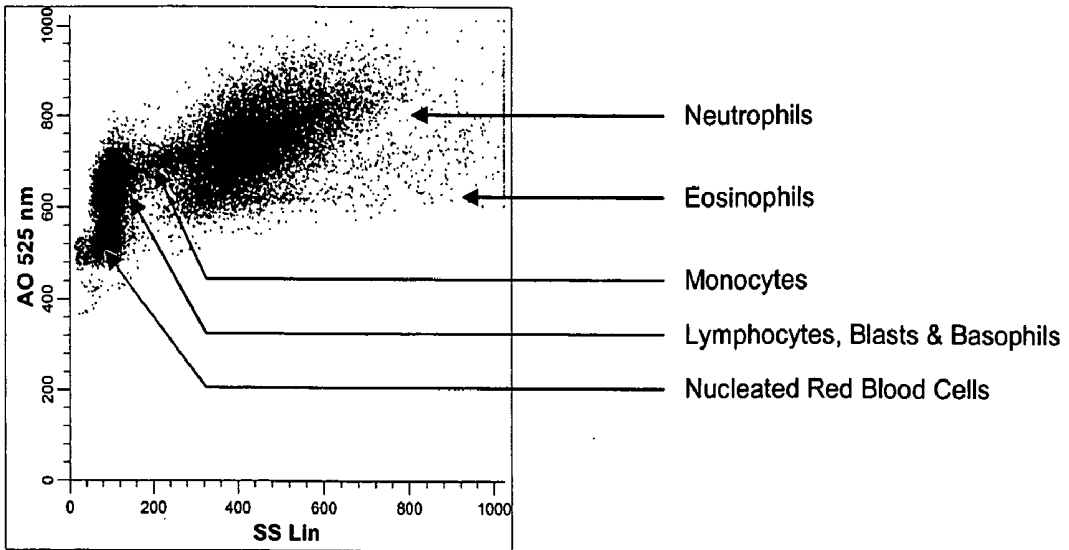 1000
800
600
400
200
0
AO 525 nm
0 200 400 600 800 1000
SS Lin
Neutrophils
Eosinophils
Monocytes
Lymphocytes, Blasts & Basophils
Nucleated Red Blood Cells